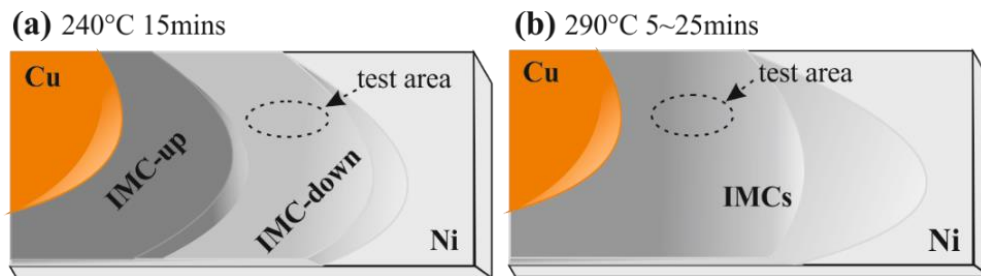 (a) 240°C 15mins
Cu
test area
IMC-up
IMC-down
Ni
(b) 290°C 5~25mins
Cu
test area
IMCs
Ni